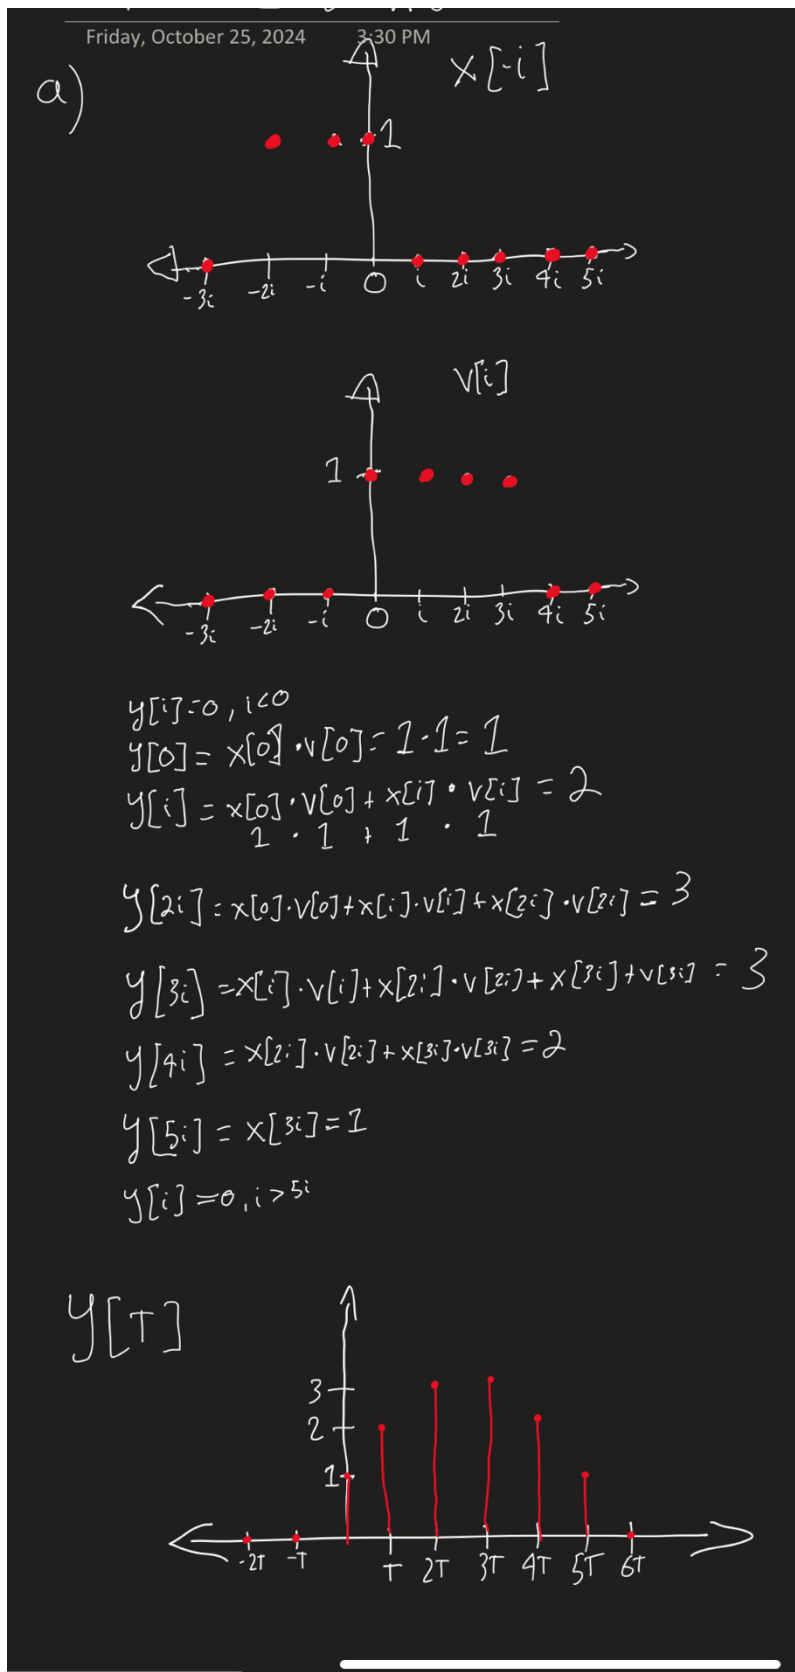 Friday, October 25, 2024 3:30 PM
a)
x[-i]
1
-3i -2i -i 0 i 2i 3i 4i 5i
v[i]
1
-3i -2i -i 0 i 2i 3i 4i 5i
y[i]=0, i<0
y[0]= x[0]·v[0]=1·1=1
y[i]= x[0]·v[0]+x[i]·v[i]=2
1 · 1 + 1 · 1
y[2i]=x[0]·v[0]+x[i]·v[i]+x[2i]·v[2i]=3
y[3i]=x[i]·v[i]+x[2i]·v[2i]+x[3i]+v[3i]=3
y[4i]=x[2i]·v[2i]+x[3i]·v[3i]=2
y[5i]=x[3i]=1
y[i]=0, i>5i
y[T]
3
2
1
-2T -T T 2T 3T 4T 5T 6T